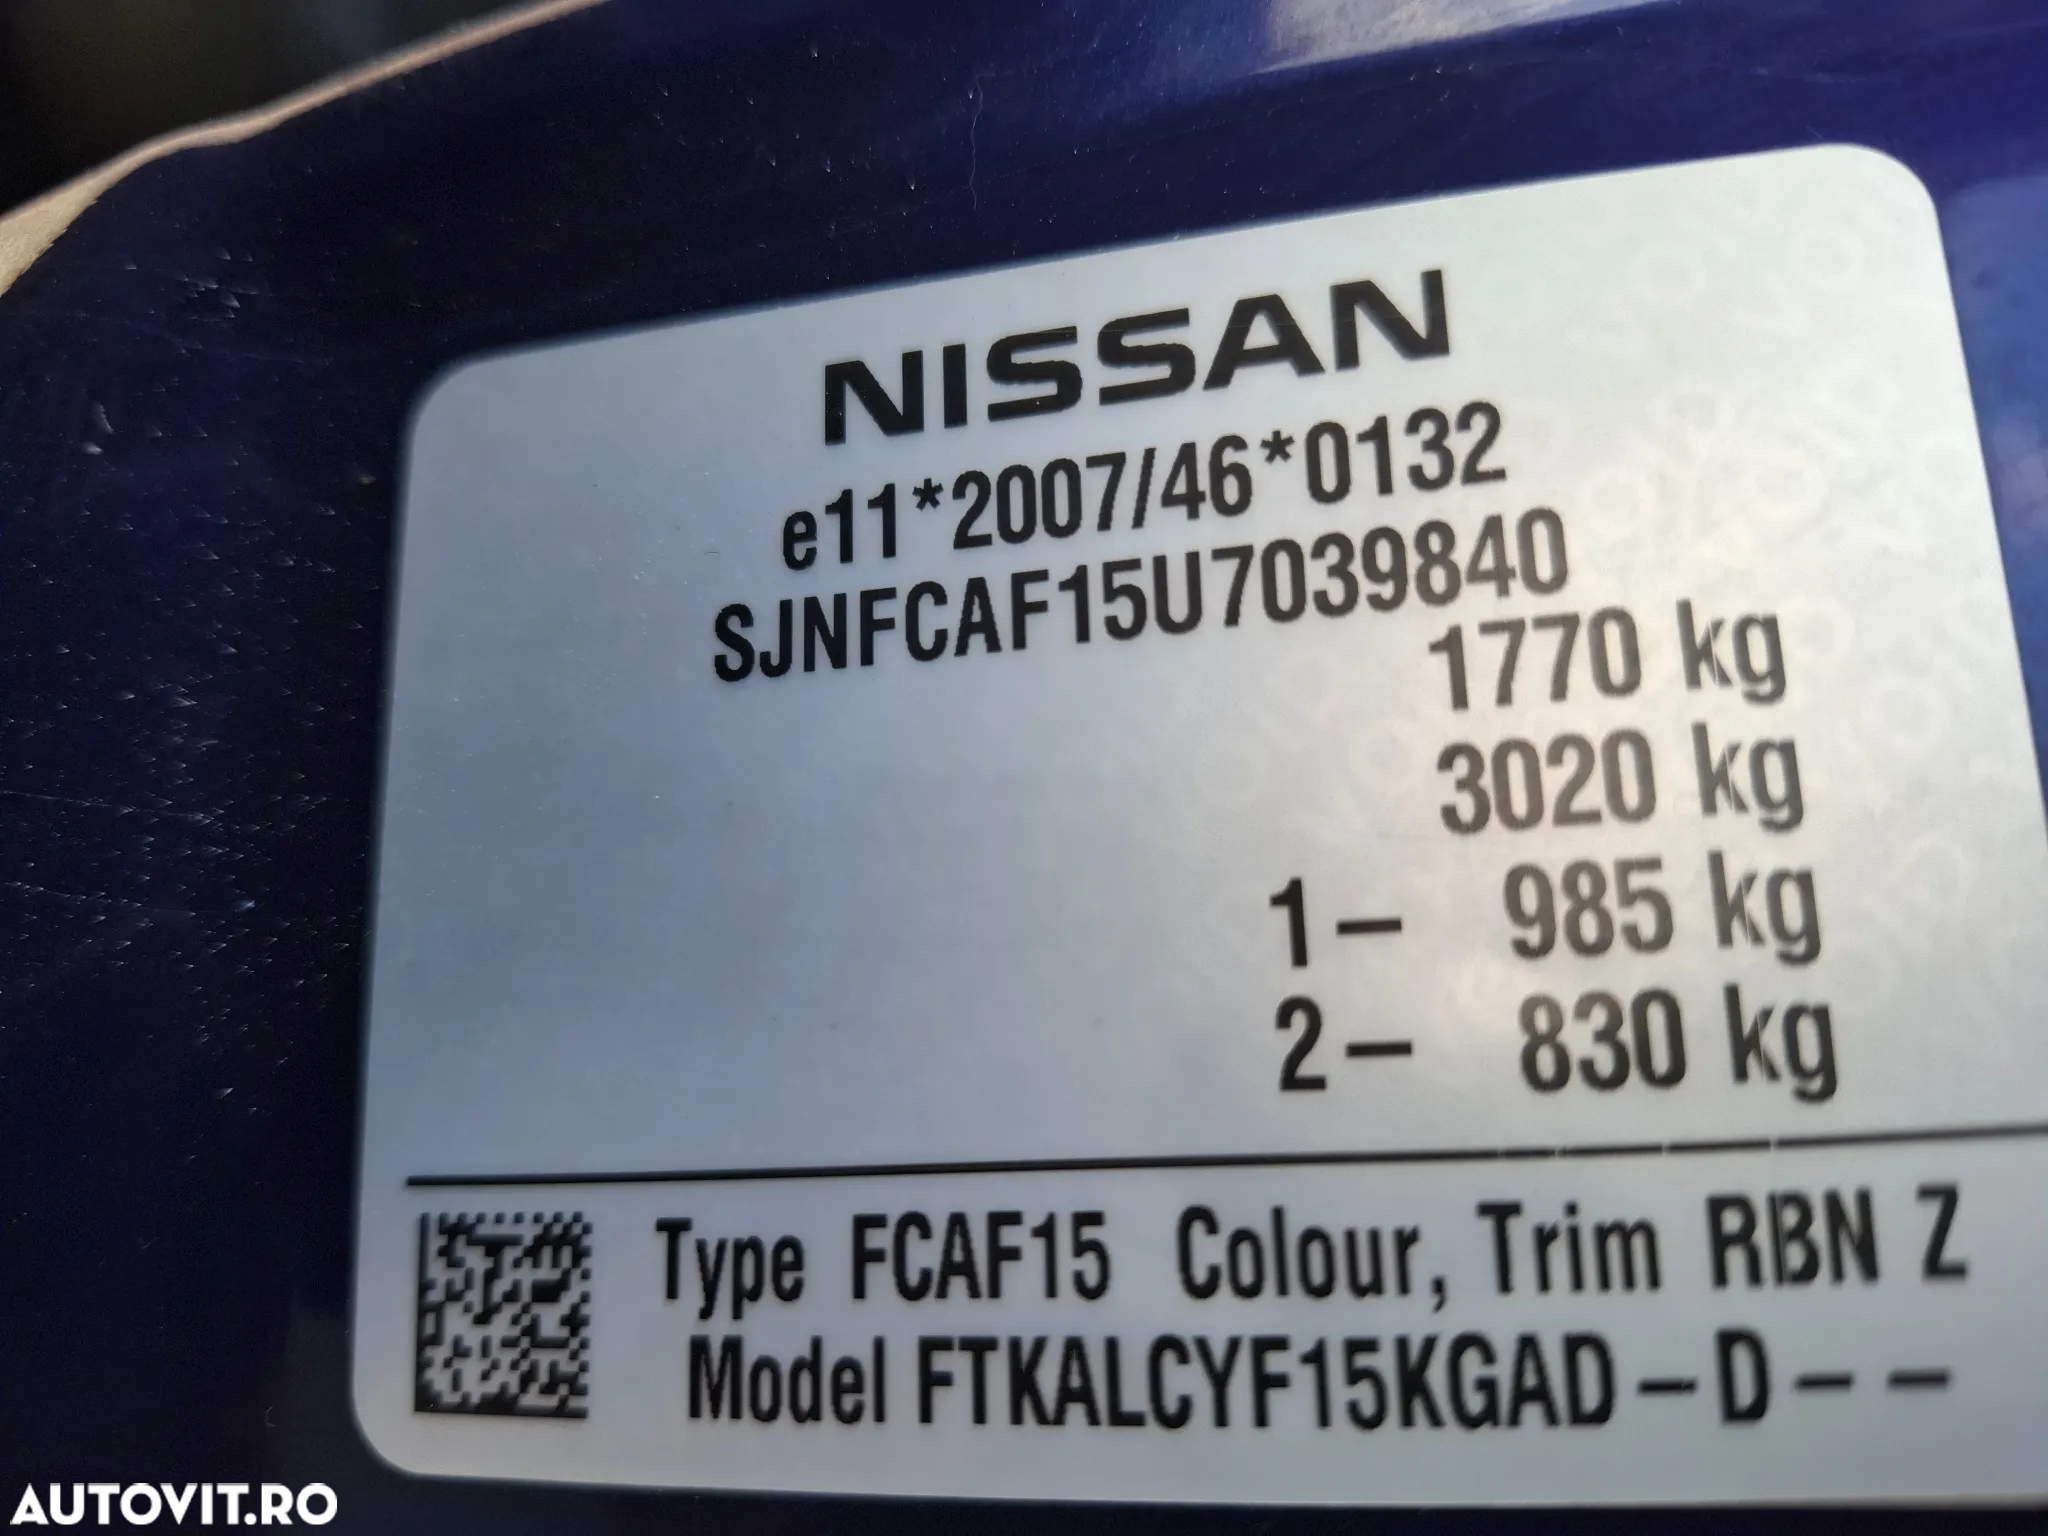 NISSAN
e11*2007/46*0132
SJNFCAF15U7039840
1770 kg
3020 kg
1– 985 kg
2– 830 kg
Type FCAF15 Colour, Trim RBN Z
Model FTKALCYF15KGAD–D––
AUTOVIT.RO